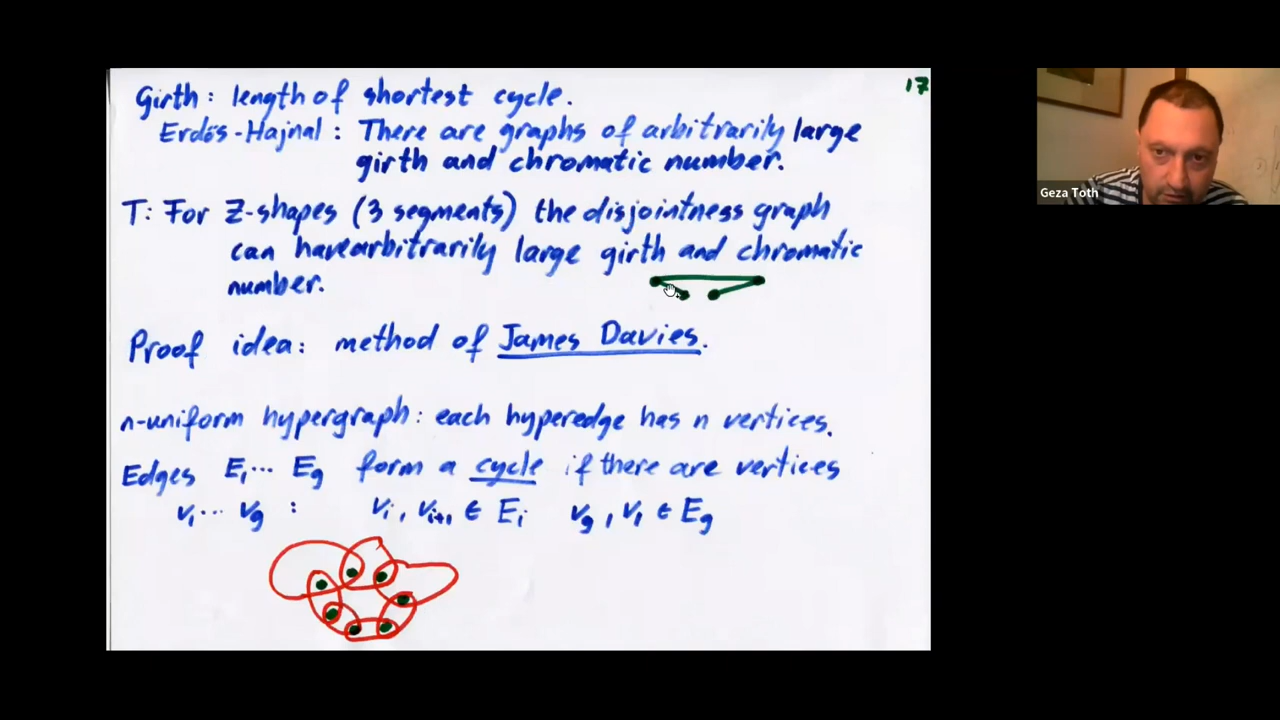 17
Girth: length of shortest cycle.
Erdős-Hajnal: There are graphs of arbitrarily large
girth and chromatic number.
T: For Z-shapes (3 segments) the disjointness graph
can have arbitrarily large girth and chromatic
number.
Proof idea: method of James Davies.
n-uniform hypergraph: each hyperedge has n vertices.
Edges E₁... Eg form a cycle if there are vertices
v₁... vg : vᵢ, vᵢ₊₁ ∈ Eᵢ vg, v₁ ∈ Eg
Geza Toth